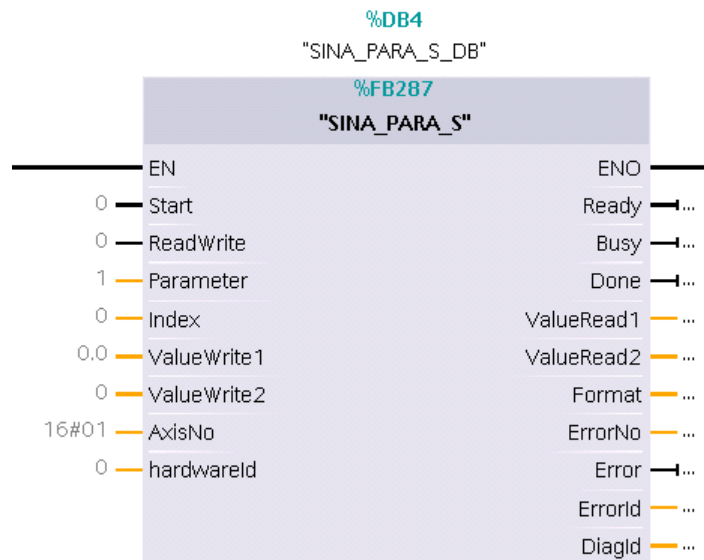 %DB4
"SINA_PARA_S_DB"
%FB287
"SINA_PARA_S"
EN ENO
0 Start Ready ...
0 ReadWrite Busy ...
1 Parameter Done ...
0 Index ValueRead1 ...
0.0 ValueWrite1 ValueRead2 ...
0 ValueWrite2 Format ...
16#01 AxisNo ErrorNo ...
0 hardwareId Error ...
ErrorId ...
DiagId ...